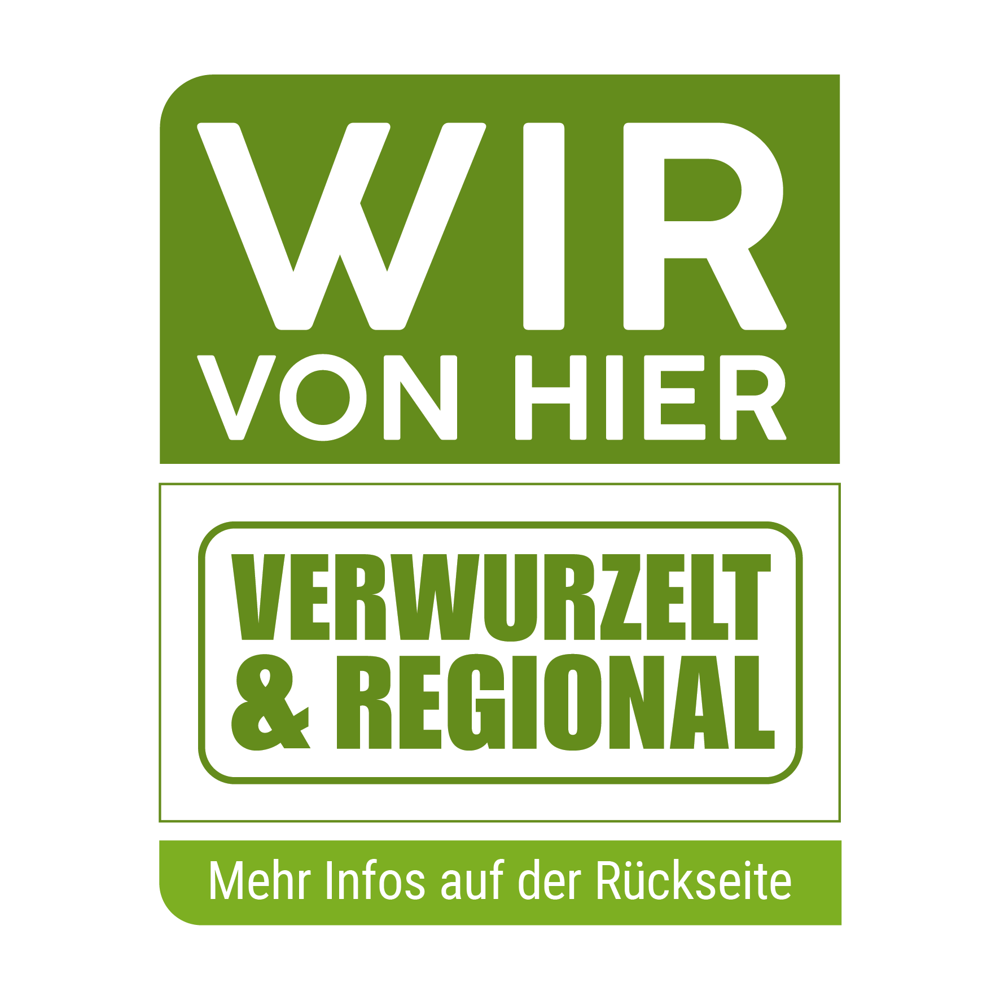 WIR
VON HIER
VERWURZELT
& REGIONAL
Mehr Infos auf der Rückseite